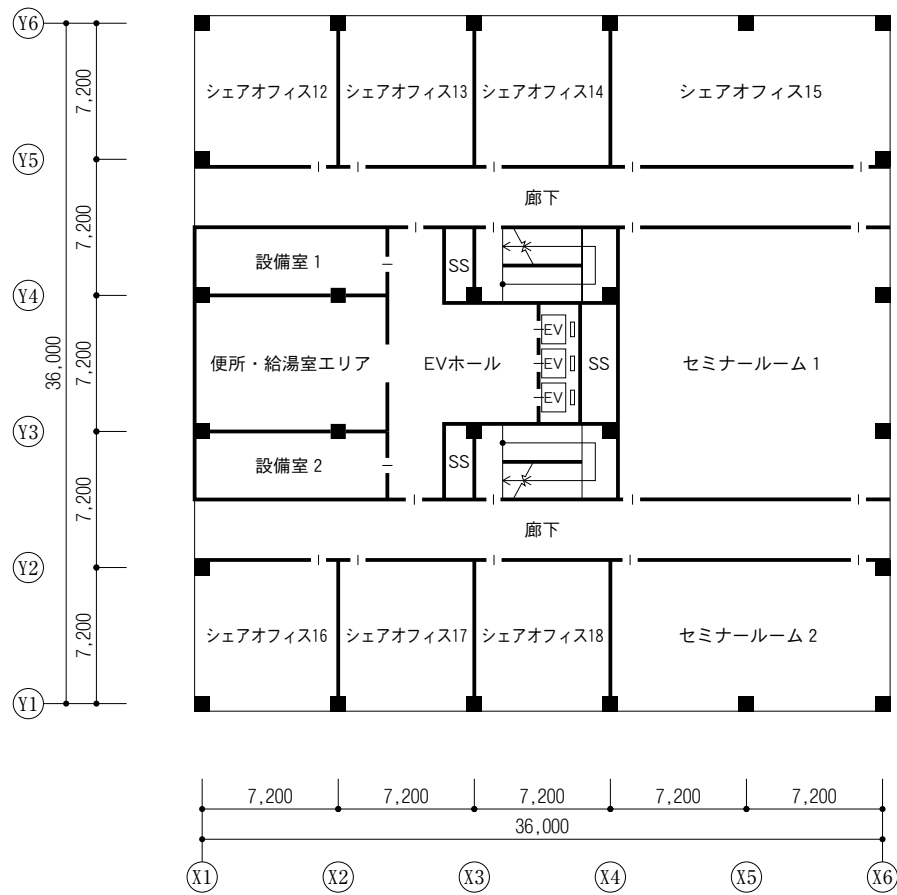 Y6
シェアオフィス12
シェアオフィス13
シェアオフィス14
シェアオフィス15
7,200
Y5
廊下
7,200
設備室 1
SS
Y4
36,000
7,200
便所・給湯室エリア
EVホール
EV
EV
EV
SS
セミナールーム 1
Y3
設備室 2
SS
7,200
廊下
Y2
7,200
シェアオフィス16
シェアオフィス17
シェアオフィス18
セミナールーム 2
Y1
7,200
7,200
7,200
7,200
7,200
36,000
X1
X2
X3
X4
X5
X6